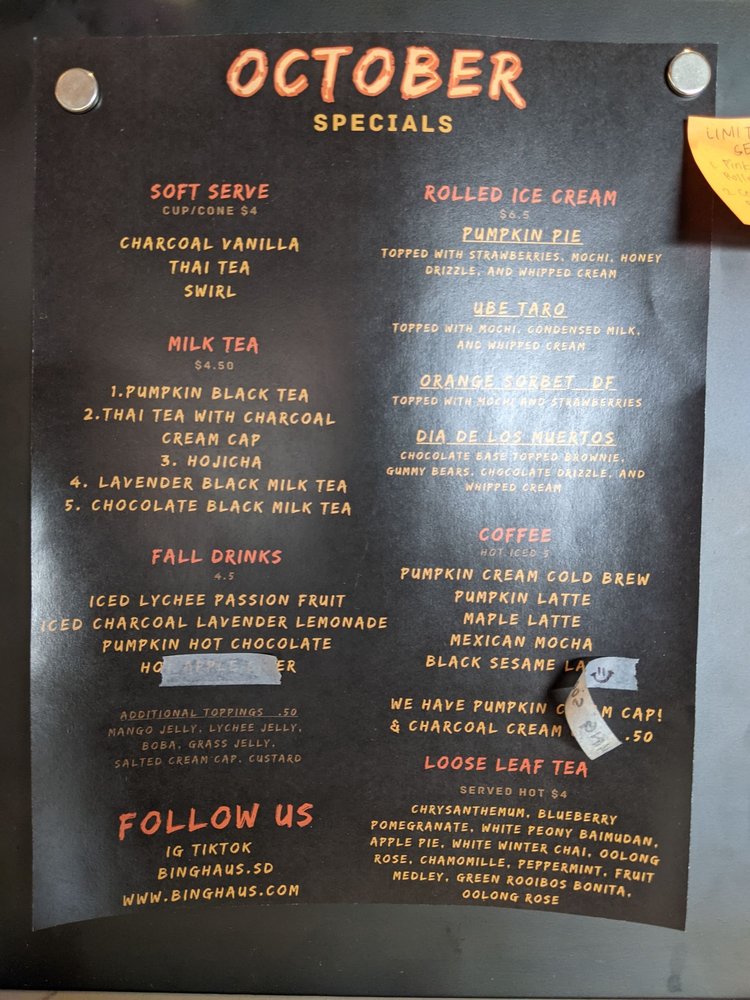 OCTOBER
SPECIALS
SOFT SERVE
CUP/CONE $4
CHARCOAL VANILLA
THAI TEA
SWIRL
MILK TEA
$4.50
1.PUMPKIN BLACK TEA
2.THAI TEA WITH CHARCOAL
CREAM CAP
3. HOJICHA
4. LAVENDER BLACK MILK TEA
5. CHOCOLATE BLACK MILK TEA
FALL DRINKS
4.5
ICED LYCHEE PASSION FRUIT
ICED CHARCOAL LAVENDER LEMONADE
PUMPKIN HOT CHOCOLATE
ADDITIONAL TOPPINGS .50
MANGO JELLY, LYCHEE JELLY,
BOBA, GRASS JELLY,
SALTED CREAM CAP, CUSTARD
FOLLOW US
IG TIKTOK
BINGHAUS.SD
WWW.BINGHAUS.COM
ROLLED ICE CREAM
$6.5
PUMPKIN PIE
TOPPED WITH STRAWBERRIES, MOCHI, HONEY
DRIZZLE, AND WHIPPED CREAM
UBE TARO
TOPPED WITH MOCHI, CONDENSED MILK,
AND WHIPPED CREAM
ORANGE SORBET DF
TOPPED WITH MOCHI AND STRAWBERRIES
DIA DE LOS MUERTOS
CHOCOLATE BASE TOPPED BROWNIE,
GUMMY BEARS, CHOCOLATE DRIZZLE, AND
WHIPPED CREAM
COFFEE
HOT ICED 5
PUMPKIN CREAM COLD BREW
PUMPKIN LATTE
MAPLE LATTE
MEXICAN MOCHA
BLACK SESAME LA
WE HAVE PUMPKIN C M CAP!
& CHARCOAL CREAM .50
LOOSE LEAF TEA
SERVED HOT $4
CHRYSANTHEMUM, BLUEBERRY
POMEGRANATE, WHITE PEONY BAIMUDAN,
APPLE PIE, WHITE WINTER CHAI, OOLONG
ROSE, CHAMOMILLE, PEPPERMINT, FRUIT
MEDLEY, GREEN ROOIBOS BONITA,
OOLONG ROSE
LIMIT